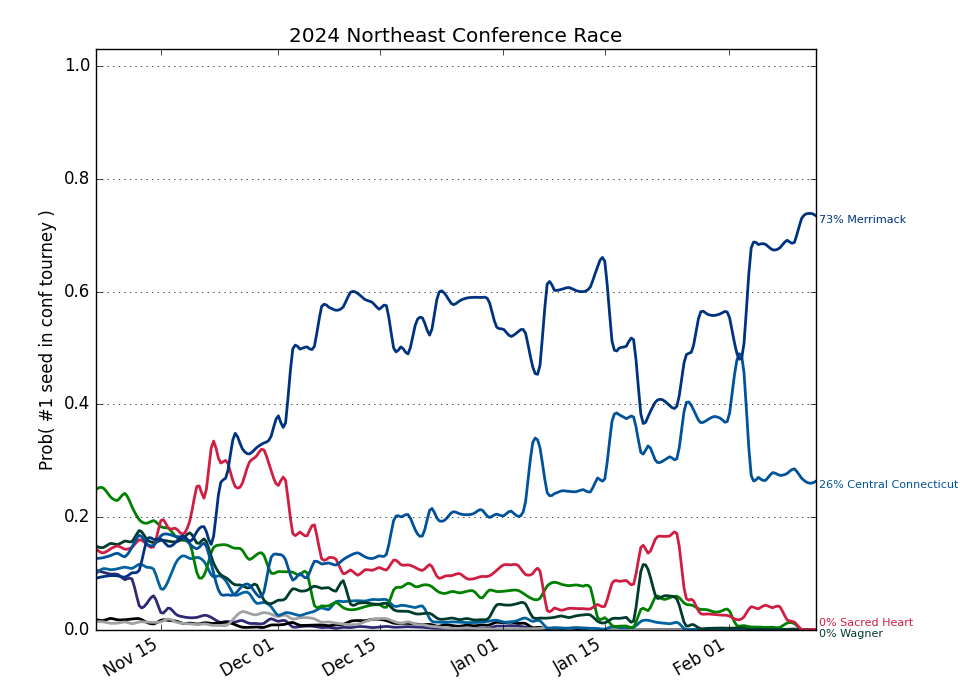 2024 Northeast Conference Race
Prob( #1 seed in conf tourney )
1.0
0.8
0.6
0.4
0.2
0.0
73% Merrimack
26% Central Connecticut
0% Sacred Heart
0% Wagner
Nov 15
Dec 01
Dec 15
Jan 01
Jan 15
Feb 01